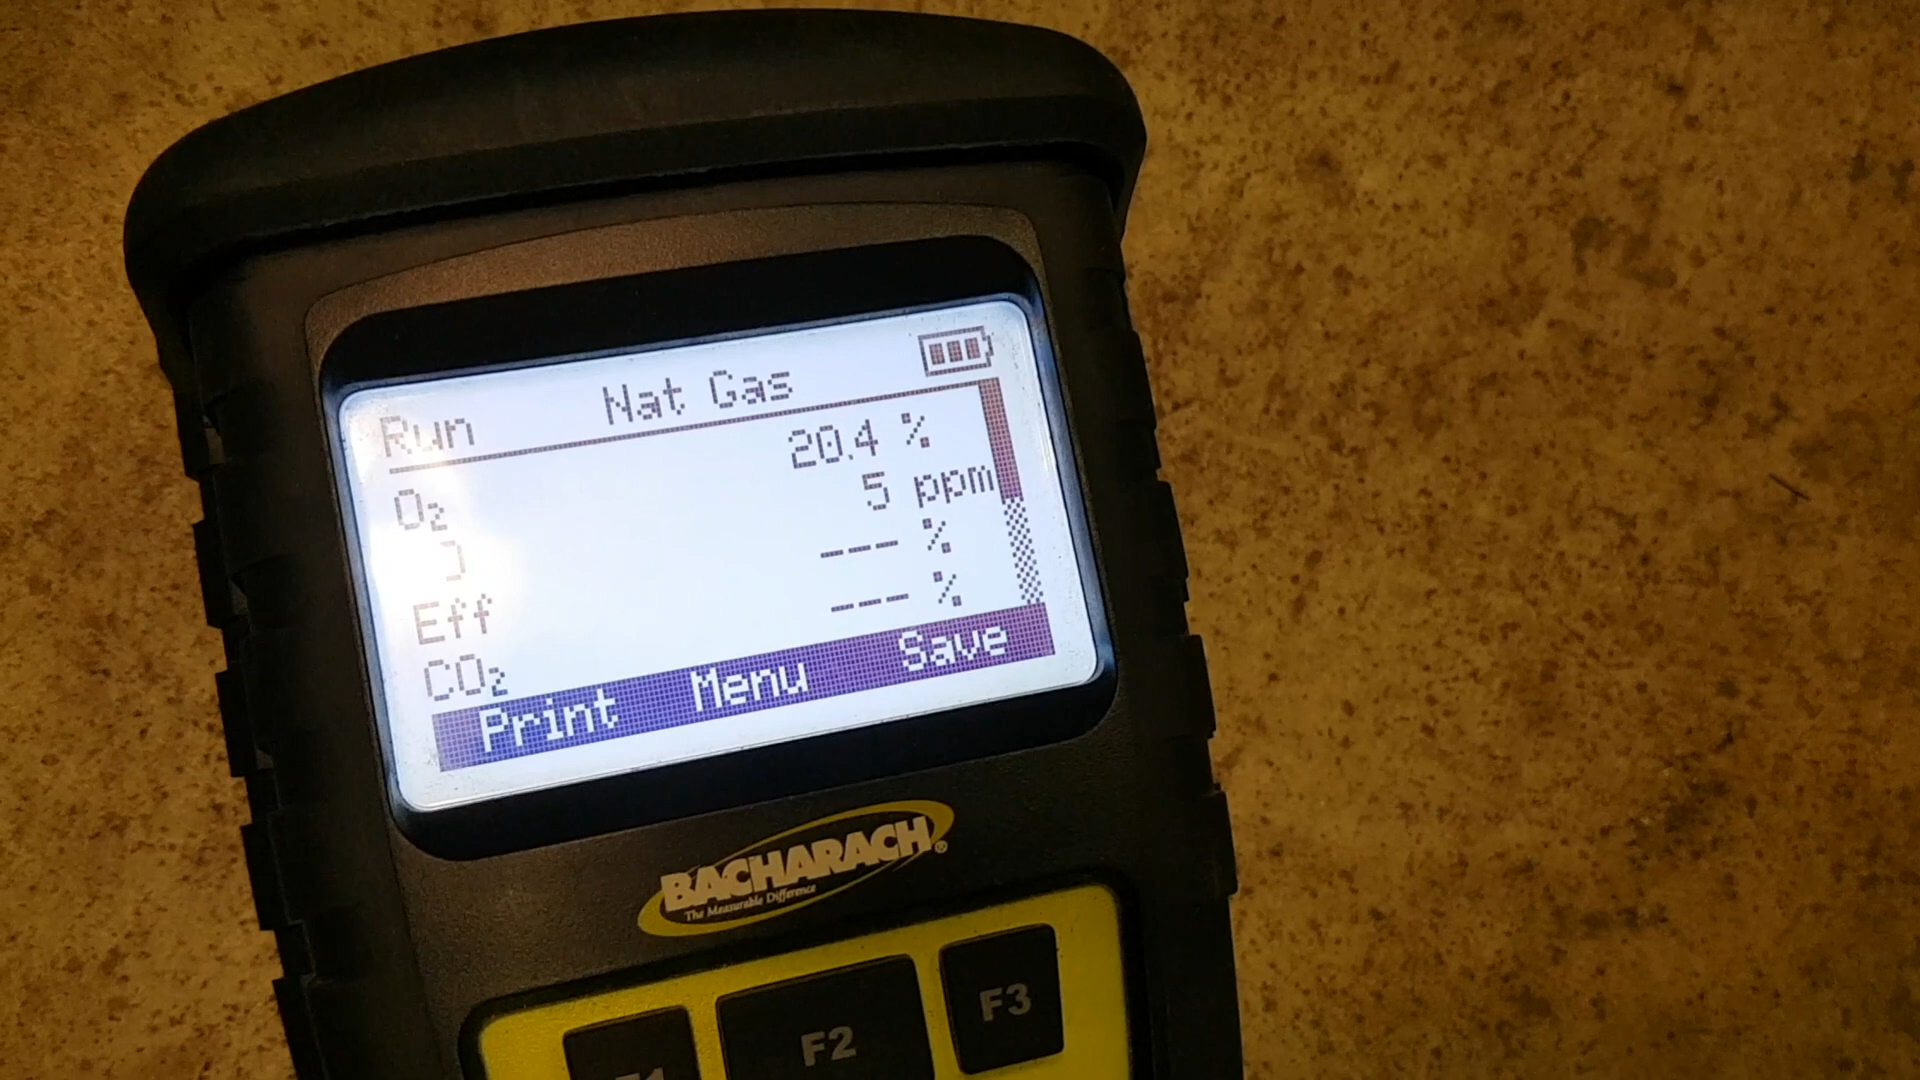 Run Nat Gas
O₂ 20.4 %
5 ppm
Eff --- %
CO₂ --- %
Print Menu Save
BACHARACH®
The Measurable Difference
F1 F2 F3